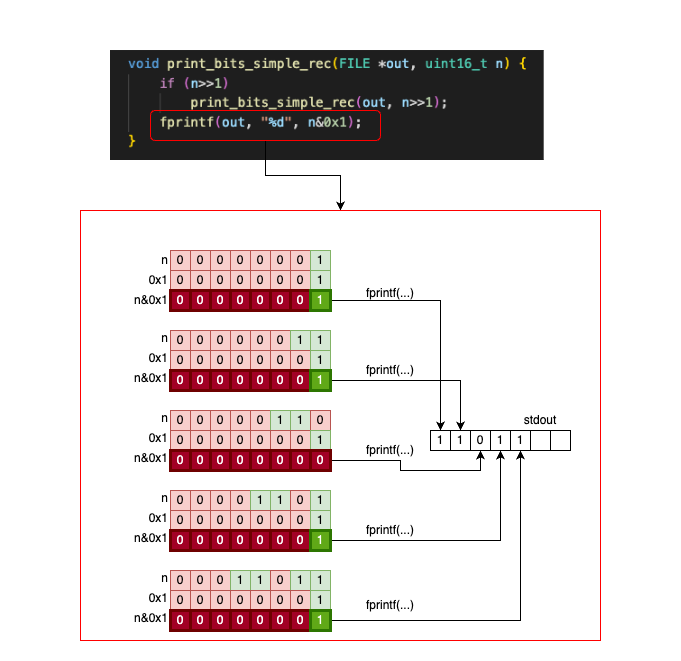 void print_bits_simple_rec(FILE *out, uint16_t n) {
if (n>>1)
print_bits_simple_rec(out, n>>1);
fprintf(out, "%d", n&0x1);
}
n 0 0 0 0 0 0 0 1
0x1 0 0 0 0 0 0 0 1
n&0x1 0 0 0 0 0 0 0 1
fprintf(...)
n 0 0 0 0 0 0 1 1
0x1 0 0 0 0 0 0 0 1
n&0x1 0 0 0 0 0 0 0 1
fprintf(...)
n 0 0 0 0 0 1 1 0
0x1 0 0 0 0 0 0 0 1
n&0x1 0 0 0 0 0 0 0 0
fprintf(...)
stdout
1 1 0 1 1
n 0 0 0 0 1 1 0 1
0x1 0 0 0 0 0 0 0 1
n&0x1 0 0 0 0 0 0 0 1
fprintf(...)
n 0 0 0 1 1 0 1 1
0x1 0 0 0 0 0 0 0 1
n&0x1 0 0 0 0 0 0 0 1
fprintf(...)